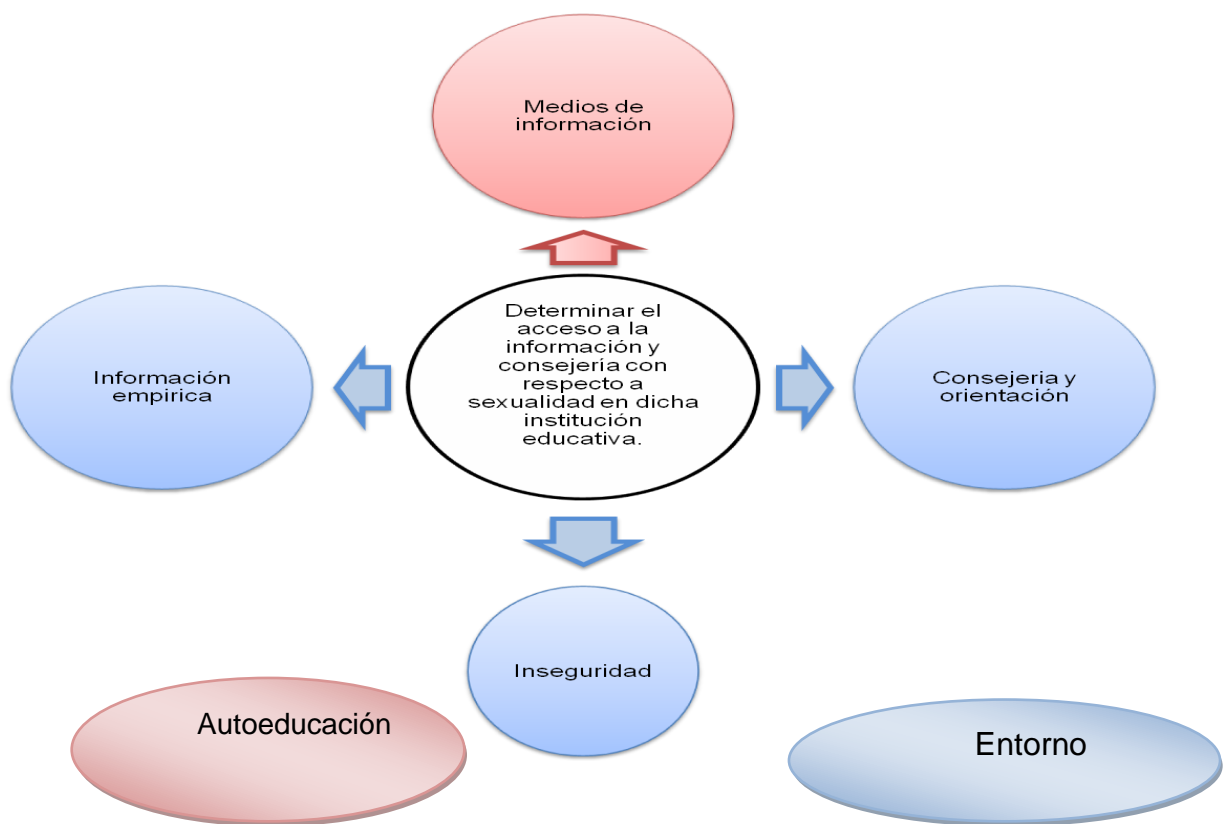 Medios de
información
Determinar el
acceso a la
información y
consejería con
respecto a
sexualidad en dicha
institución
educativa.
Información
empirica
Consejeria y
orientación
Inseguridad
Autoeducación
Entorno